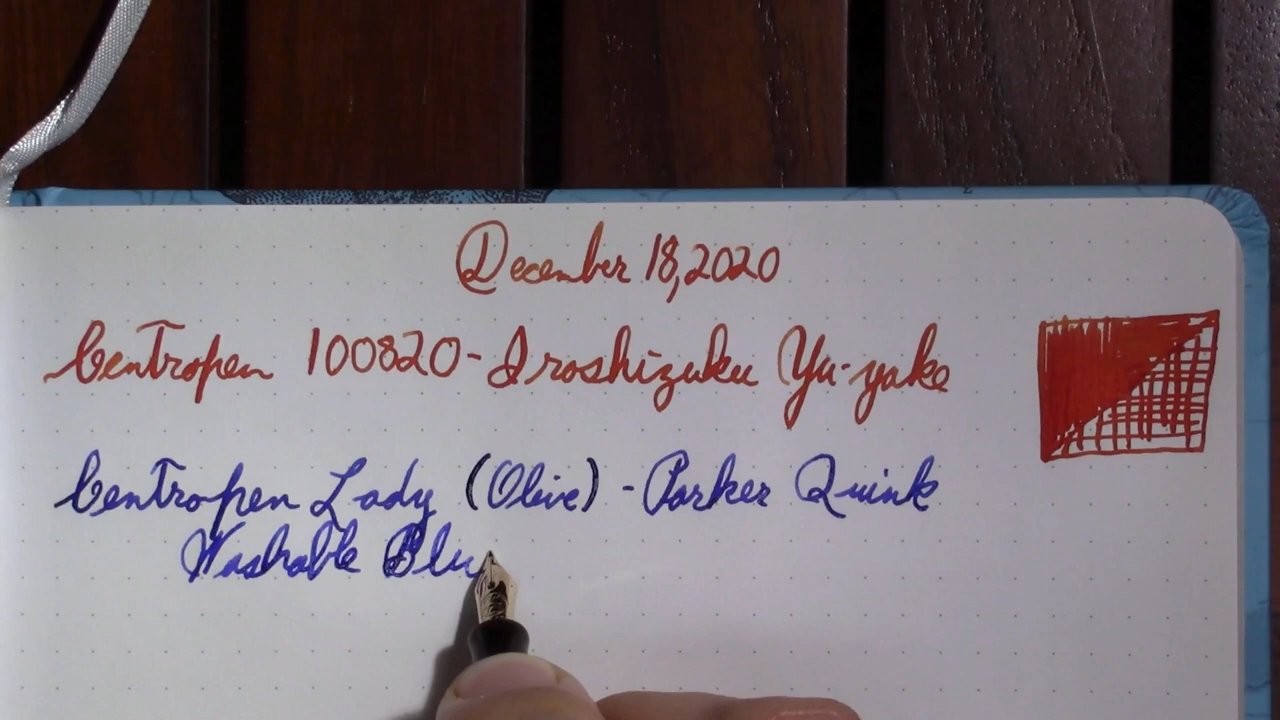 December 18, 2020
Centropen 100820 - Iroshizuku Yu-yake
Centropen Lady (Olive) - Parker Quink
Washable Blu